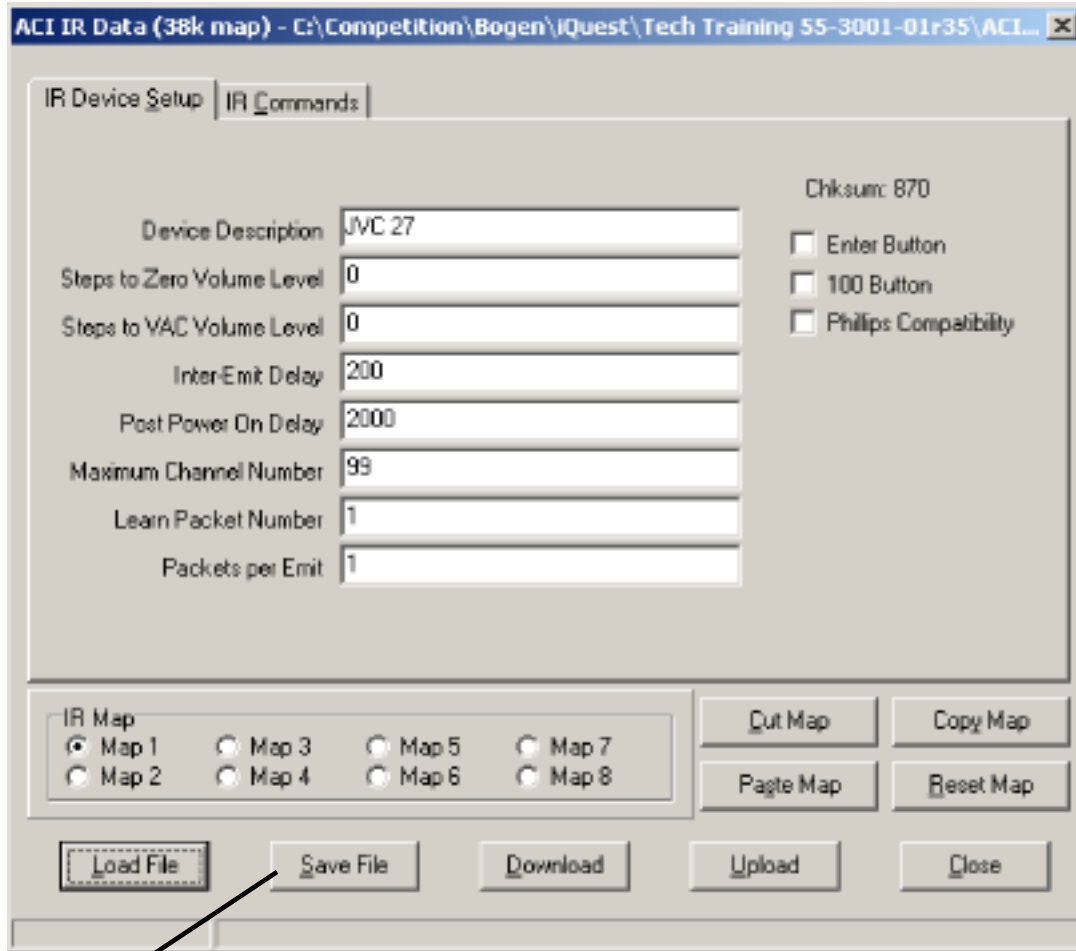 ACI IR Data (38k map) - C:\Competition\Bogen\iQuest\Tech Training 55-3001-01r35\ACI...
IR Device Setup
IR Commands
Chksum: 870
Device Description
JVC 27
Enter Button
Steps to Zero Volume Level
0
100 Button
Steps to VAC Volume Level
0
Phillips Compatibility
Inter-Emit Delay
200
Post Power On Delay
2000
Maximum Channel Number
99
Learn Packet Number
1
Packets per Emit
1
IR Map
Map 1
Map 3
Map 5
Map 7
Map 2
Map 4
Map 6
Map 8
Cut Map
Copy Map
Paste Map
Reset Map
Load File
Save File
Download
Upload
Close